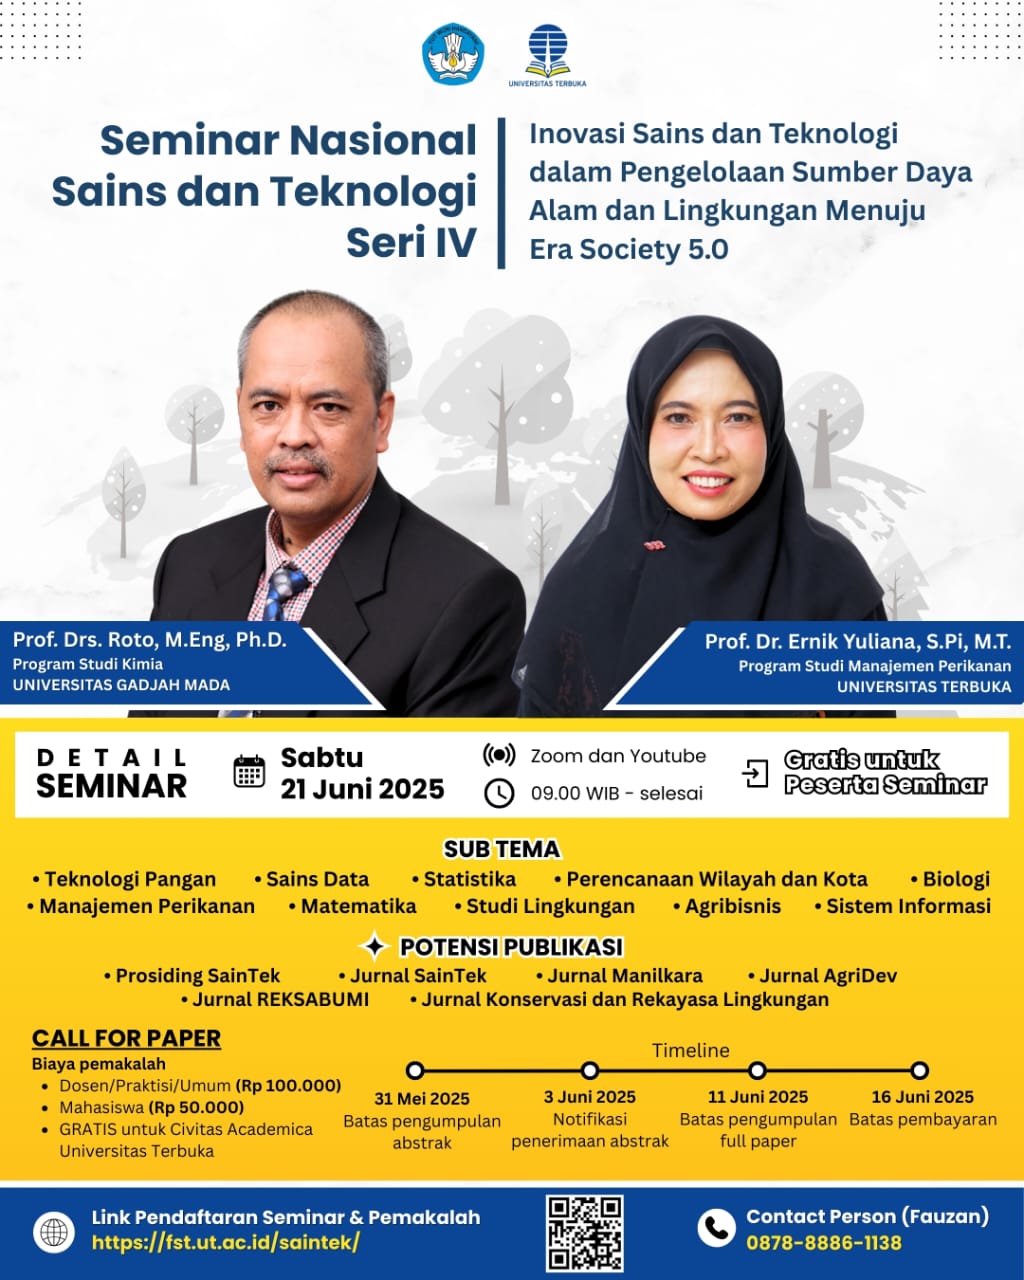 UNIVERSITAS TERBUKA
Seminar Nasional
Sains dan Teknologi
Seri IV
Inovasi Sains dan Teknologi
dalam Pengelolaan Sumber Daya
Alam dan Lingkungan Menuju
Era Society 5.0
Prof. Drs. Roto, M.Eng, Ph.D.
Program Studi Kimia
UNIVERSITAS GADJAH MADA
Prof. Dr. Ernik Yuliana, S.Pi, M.T.
Program Studi Manajemen Perikanan
UNIVERSITAS TERBUKA
DETAIL
SEMINAR
Sabtu
21 Juni 2025
Zoom dan Youtube
09.00 WIB - selesai
Gratis untuk
Peserta Seminar
SUB TEMA
• Teknologi Pangan • Sains Data • Statistika • Perencanaan Wilayah dan Kota • Biologi
• Manajemen Perikanan • Matematika • Studi Lingkungan • Agribisnis • Sistem Informasi
POTENSI PUBLIKASI
• Prosiding SainTek • Jurnal SainTek • Jurnal Manilkara • Jurnal AgriDev
• Jurnal REKSABUMI • Jurnal Konservasi dan Rekayasa Lingkungan
CALL FOR PAPER
Biaya pemakalah
• Dosen/Praktisi/Umum (Rp 100.000)
• Mahasiswa (Rp 50.000)
• GRATIS untuk Civitas Academica
Universitas Terbuka
Timeline
31 Mei 2025
Batas pengumpulan
abstrak
3 Juni 2025
Notifikasi
penerimaan abstrak
11 Juni 2025
Batas pengumpulan
full paper
16 Juni 2025
Batas pembayaran
Link Pendaftaran Seminar & Pemakalah
https://fst.ut.ac.id/saintek/
Contact Person (Fauzan)
0878-8886-1138